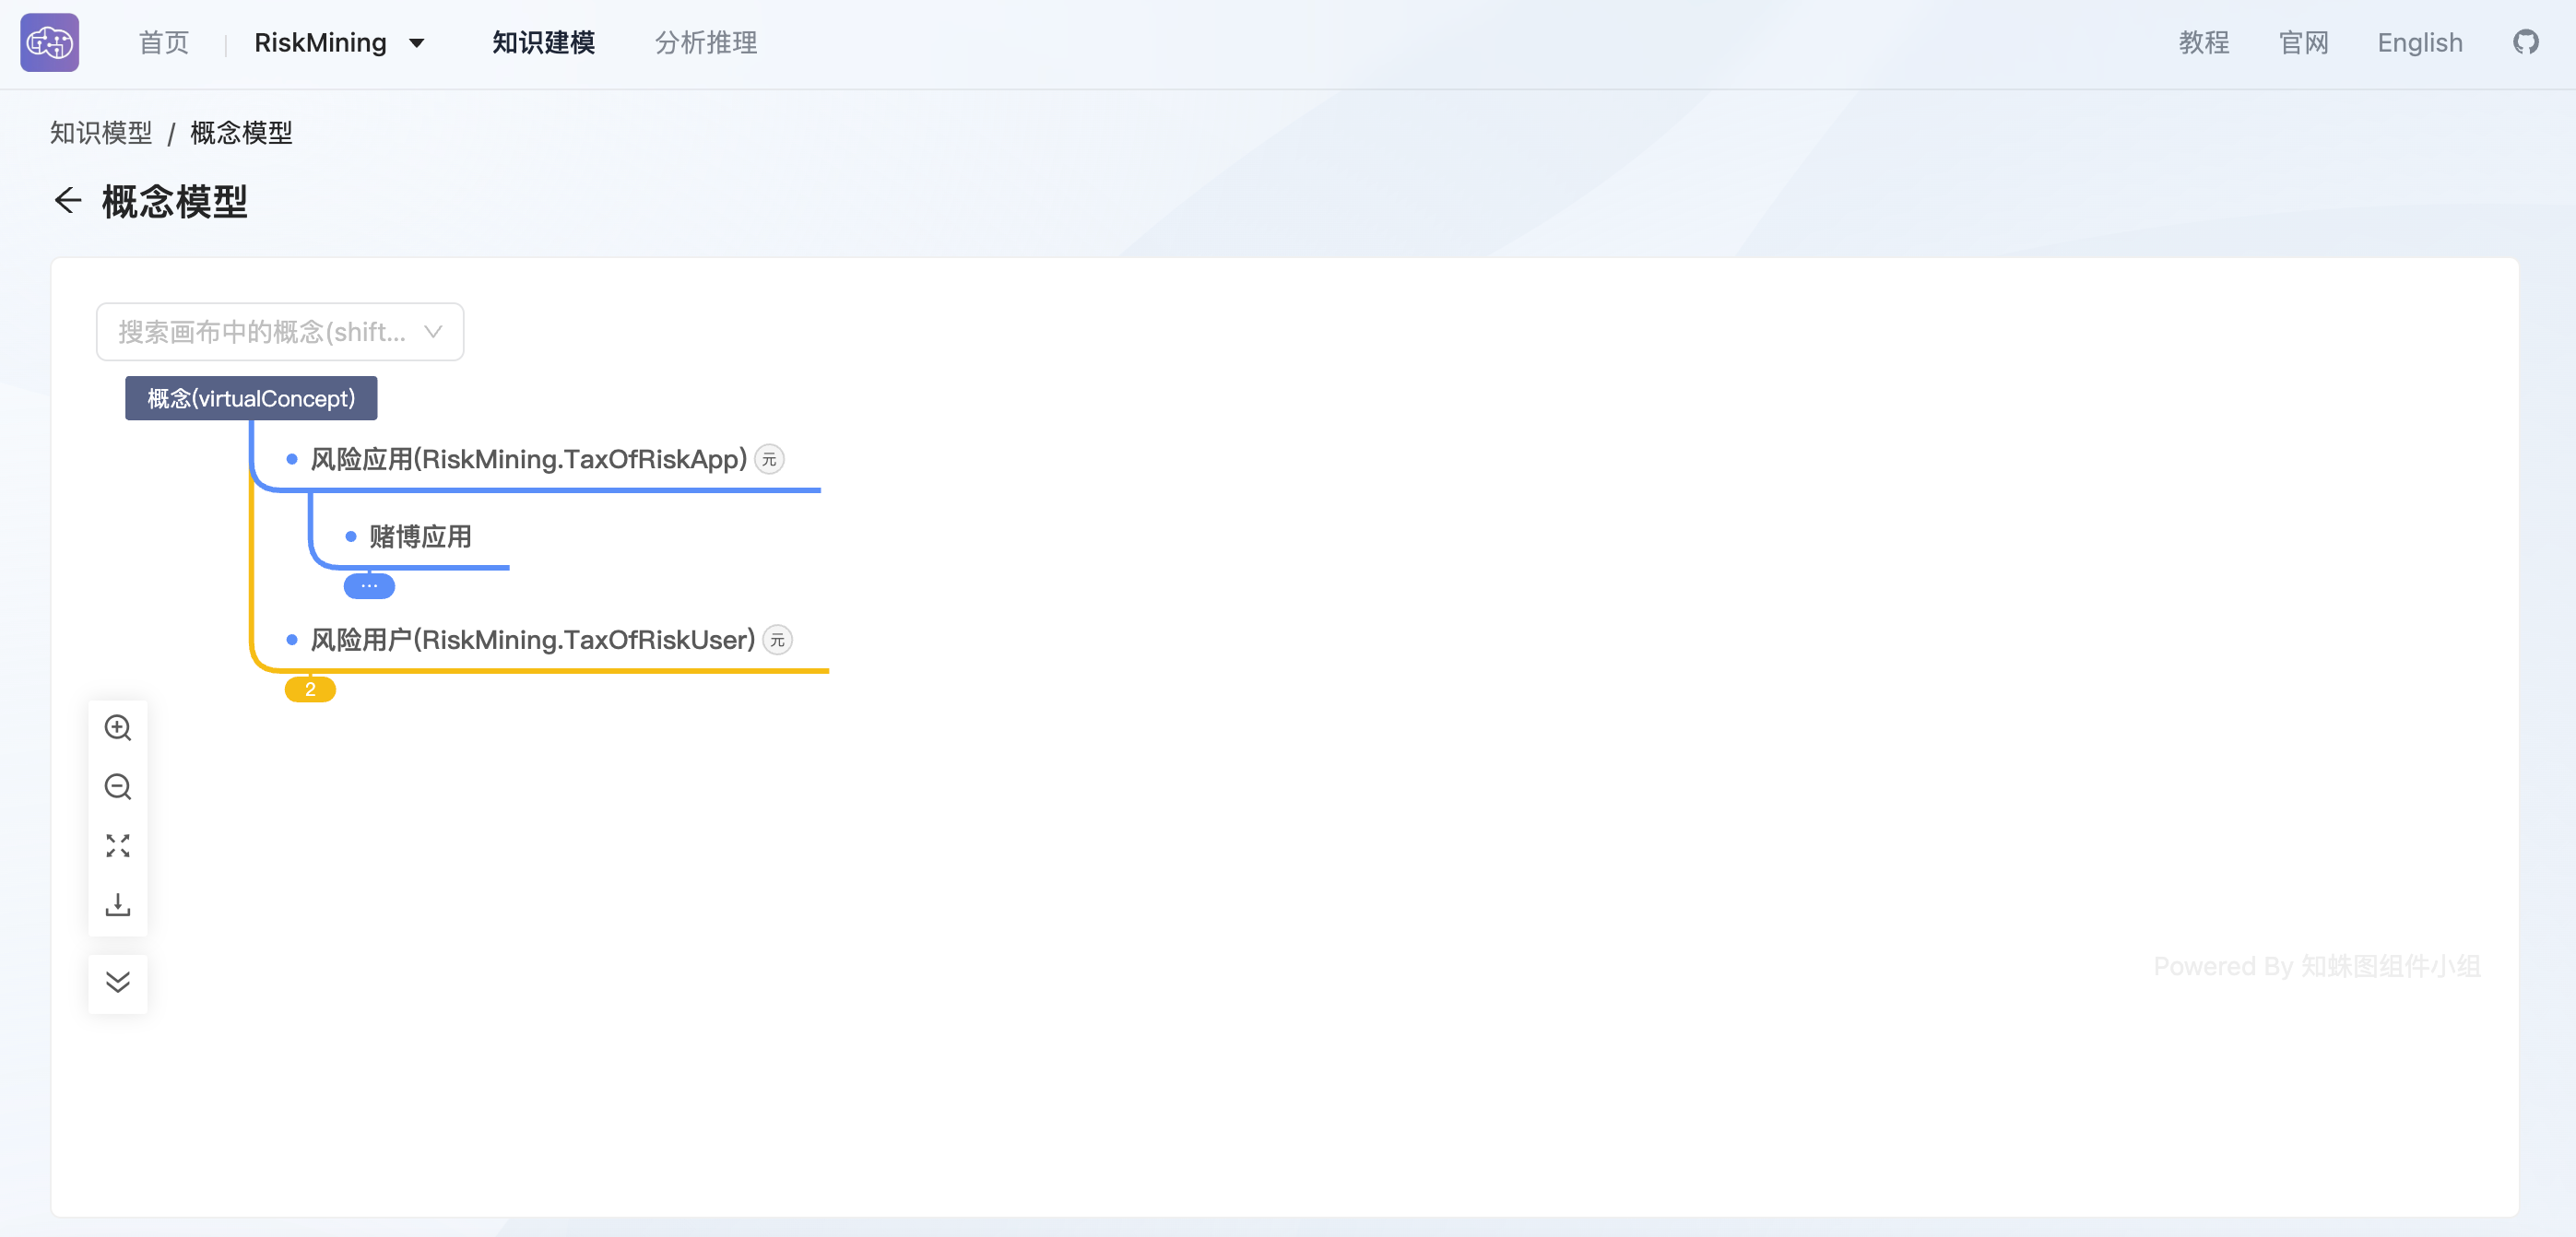 首页 | RiskMining 知识建模 分析推理 教程 官网 English
知识模型 / 概念模型
概念模型
搜索画布中的概念(shift...
概念(virtualConcept)
风险应用(RiskMining.TaxOfRiskApp) 元
赌博应用
...
风险用户(RiskMining.TaxOfRiskUser) 元
2
Powered By 知蛛图组件小组